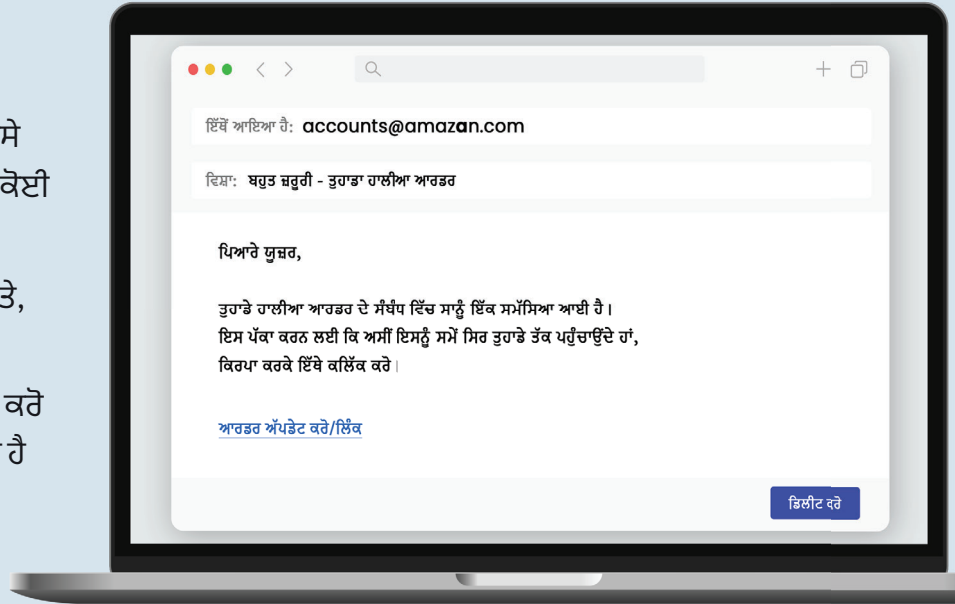 ਸੇ
ਕੋਈ
ਤੇ,
ਕਰੋ
ਹੈ
ਇੱਥੋਂ ਆਇਆ ਹੈ: accounts@amazan.com
ਵਿਸ਼ਾ: ਬਹੁਤ ਜ਼ਰੂਰੀ - ਤੁਹਾਡਾ ਹਾਲੀਆ ਆਰਡਰ
ਪਿਆਰੇ ਯੂਜ਼ਰ,
ਤੁਹਾਡੇ ਹਾਲੀਆ ਆਰਡਰ ਦੇ ਸੰਬੰਧ ਵਿੱਚ ਸਾਨੂੰ ਇੱਕ ਸਮੱਸਿਆ ਆਈ ਹੈ।
ਇਸ ਪੱਕਾ ਕਰਨ ਲਈ ਕਿ ਅਸੀਂ ਇਸਨੂੰ ਸਮੇਂ ਸਿਰ ਤੁਹਾਡੇ ਤੱਕ ਪਹੁੰਚਾਉਂਦੇ ਹਾਂ,
ਕਿਰਪਾ ਕਰਕੇ ਇੱਥੇ ਕਲਿੱਕ ਕਰੋ।
ਆਰਡਰ ਅੱਪਡੇਟ ਕਰੋ/ਲਿੰਕ
ਡਿਲੀਟ ਕਰੋ